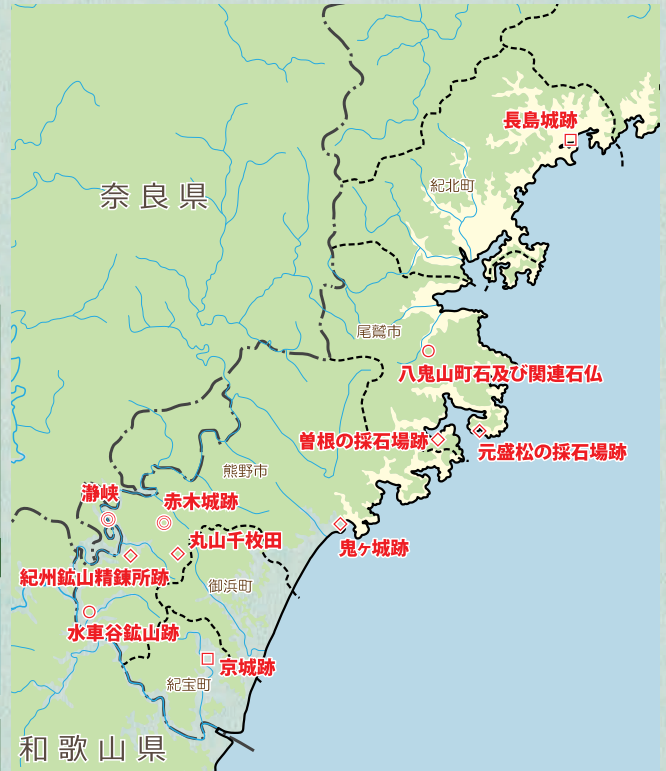 長島城跡
紀北町
奈良県
尾鷲市
八鬼山町石及び関連石仏
曽根の採石場跡
元盛松の採石場跡
熊野市
瀞峡
赤木城跡
丸山千枚田
鬼ヶ城跡
紀州鉱山精錬所跡
御浜町
水車谷鉱山跡
京城跡
紀宝町
和歌山県